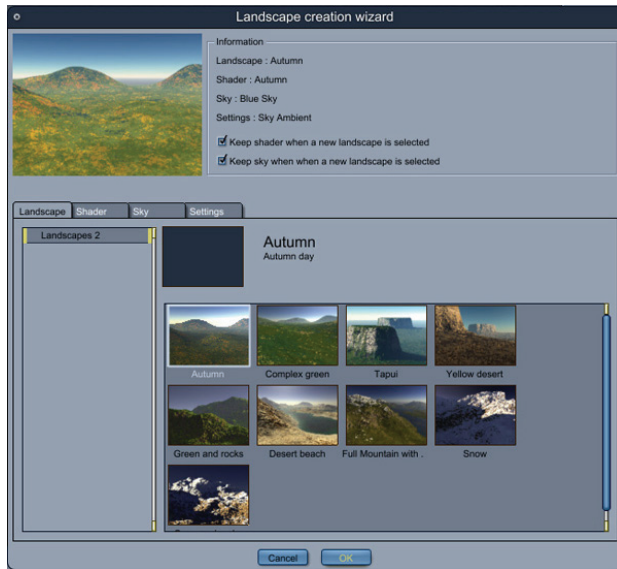 Landscape creation wizard
Information
Landscape : Autumn
Shader : Autumn
Sky : Blue Sky
Settings : Sky Ambient
Keep shader when a new landscape is selected
Keep sky when when a new landscape is selected
Landscape Shader Sky Settings
Landscapes 2
Autumn
Autumn day
Autumn Complex green Tapui Yellow desert
Green and rocks Desert beach Full Mountain with . Snow
Cancel OK